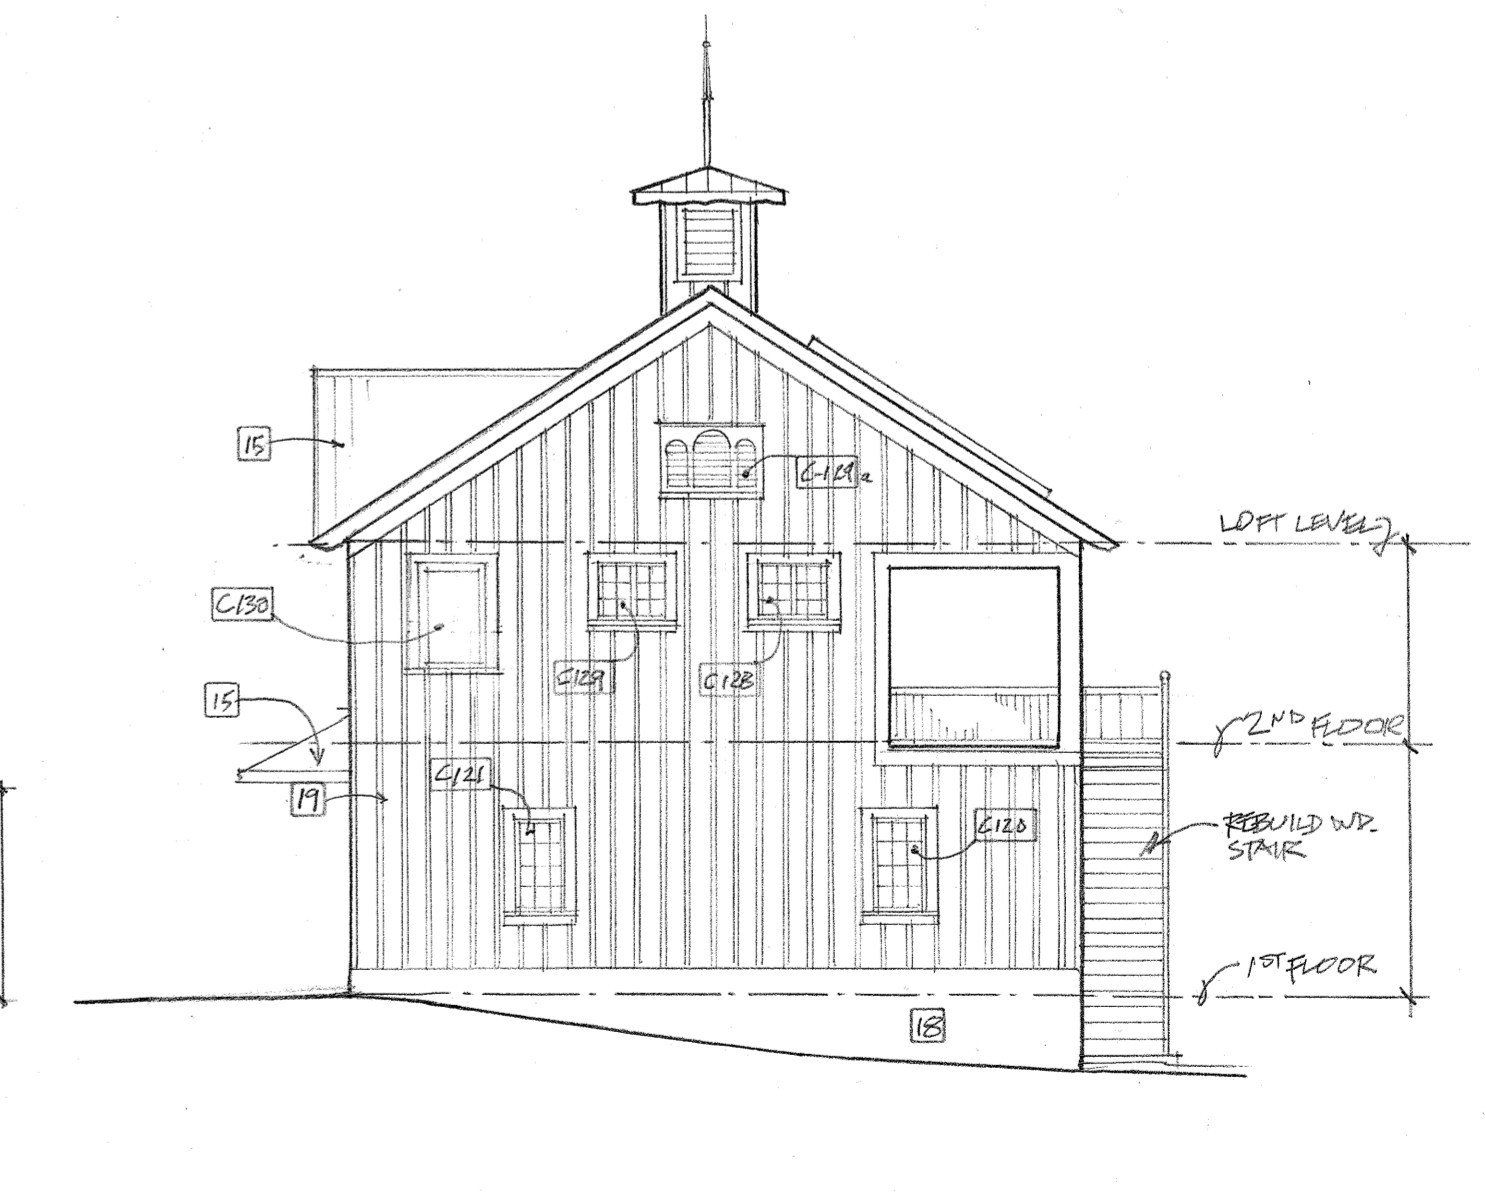 15
C-129a
LOFT LEVEL
C130
C129
C128
15
2ND FLOOR
C121
19
C120
REBUILD WD.
STAIR
1ST FLOOR
18